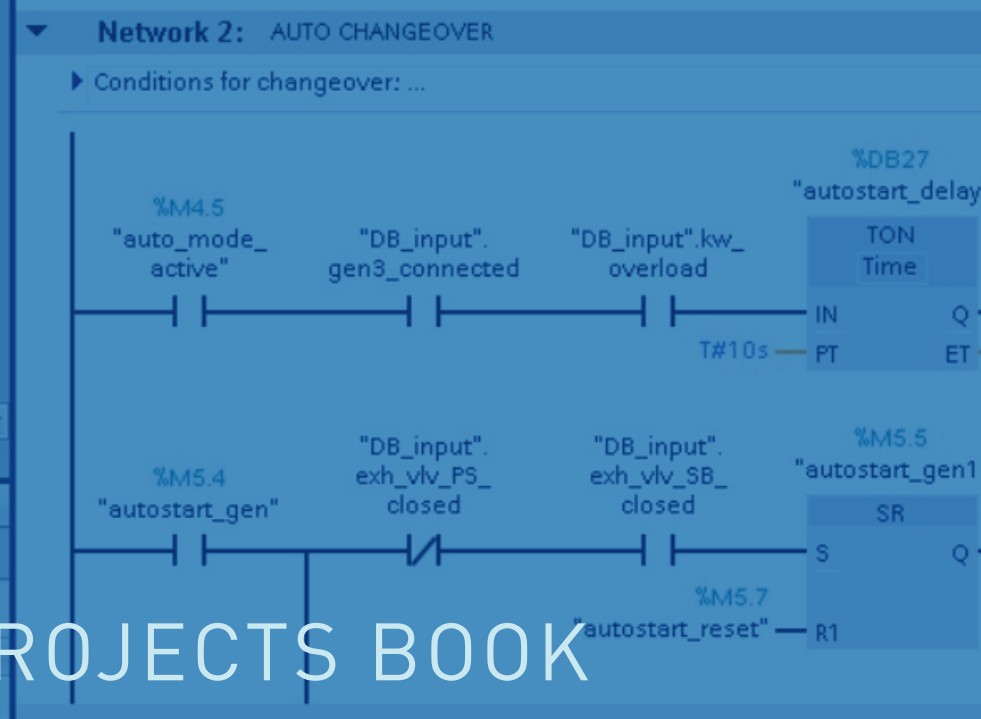 Network 2: AUTO CHANGEOVER
Conditions for changeover: ...
%DB27
"autostart_delay
%M4.5
"auto_mode_
active"
"DB_input".
gen3_connected
"DB_input".kw_
overload
TON
Time
IN Q
T#10s PT ET
%M5.4
"autostart_gen"
"DB_input".
exh_vlv_PS_
closed
"DB_input".
exh_vlv_SB_
closed
%M5.5
"autostart_gen1
SR
S Q
%M5.7
"autostart_reset" R1
ROJECTS BOOK